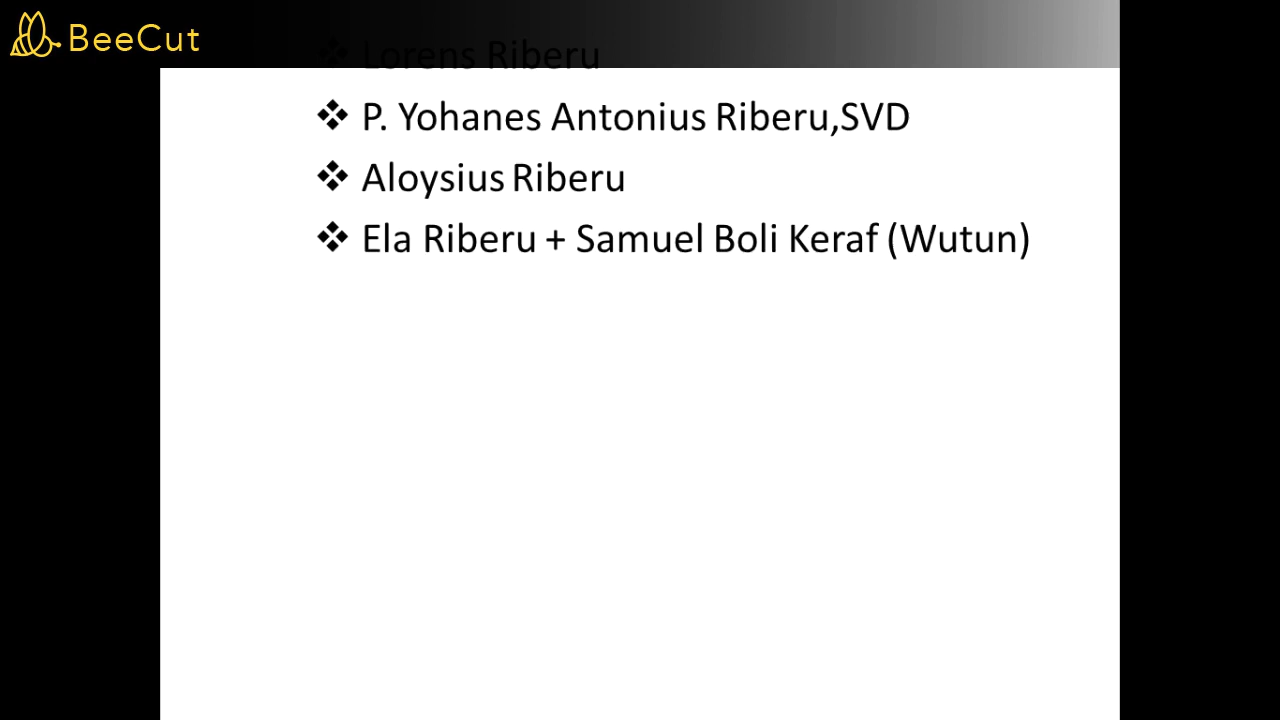 BeeCut
❖ Lorens Riberu
❖ P. Yohanes Antonius Riberu,SVD
❖ Aloysius Riberu
❖ Ela Riberu + Samuel Boli Keraf (Wutun)